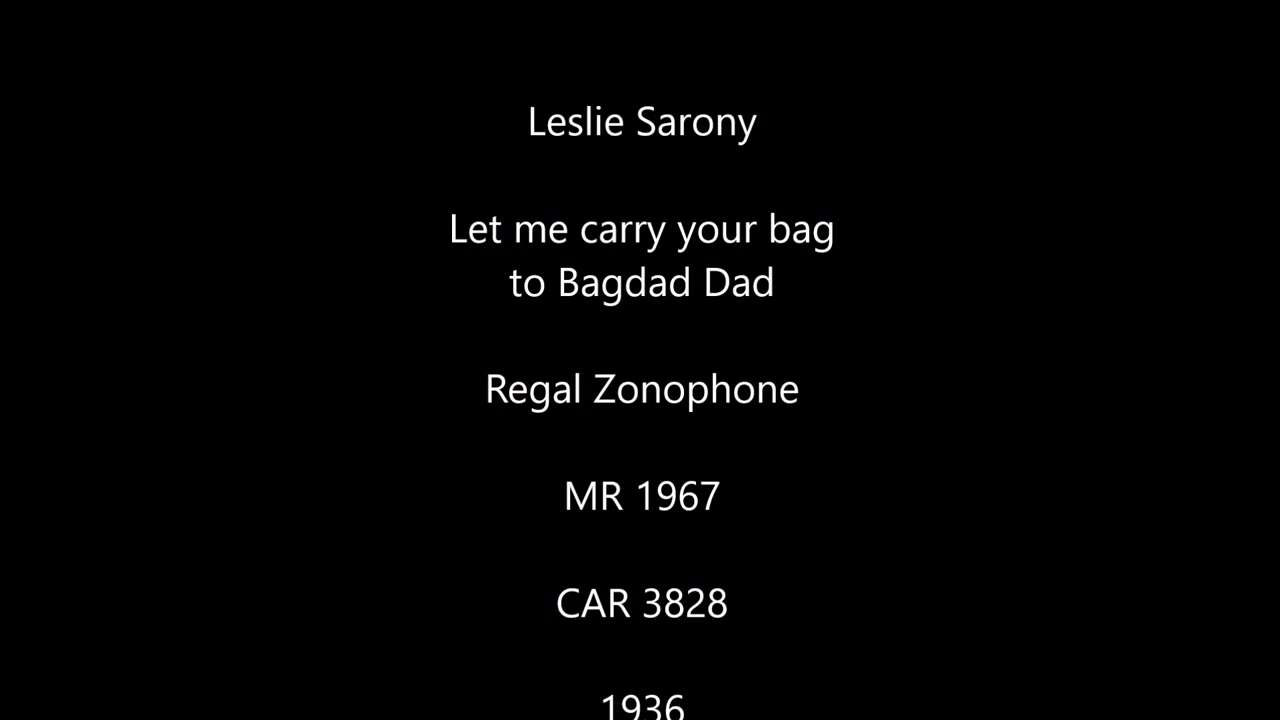 Leslie Sarony
Let me carry your bag
to Bagdad Dad
Regal Zonophone
MR 1967
CAR 3828
1936